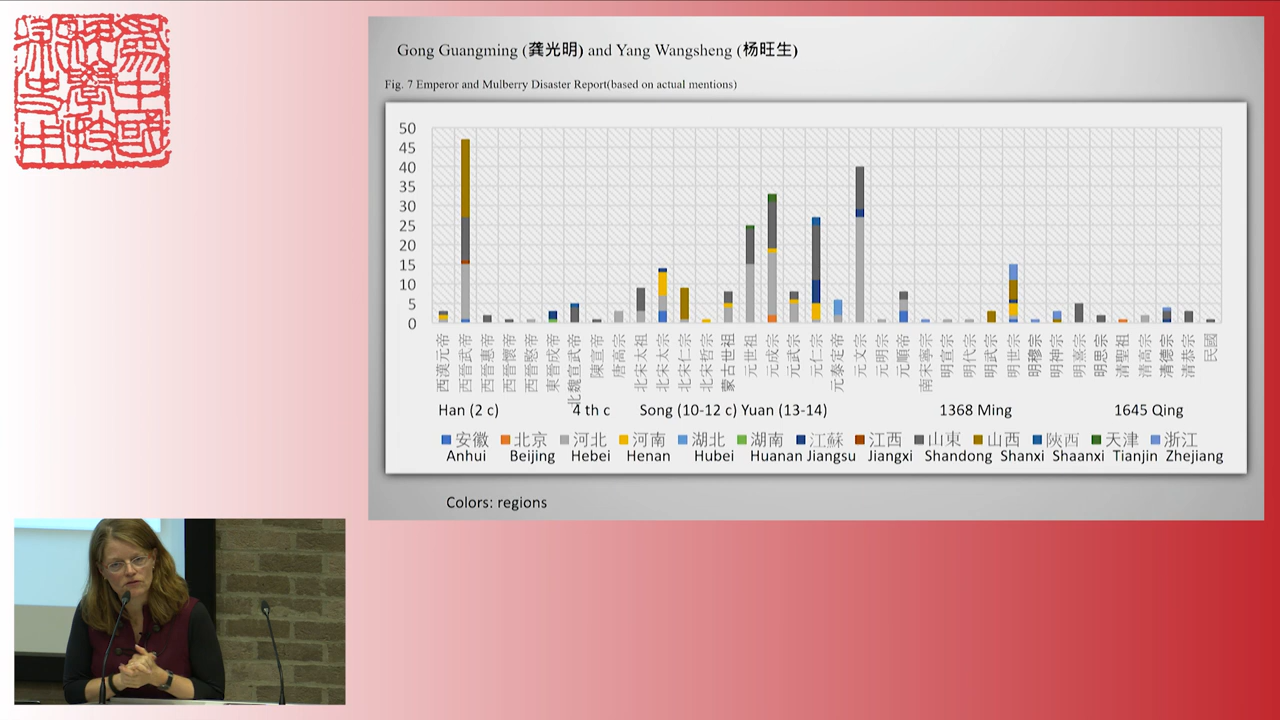 Gong Guangming (龚光明) and Yang Wangsheng (杨旺生)
Fig. 7 Emperor and Mulberry Disaster Report(based on actual mentions)
50
45
40
35
30
25
20
15
10
5
0
西漢元帝
西晉武帝
西晉惠帝
西晉懷帝
西晉愍帝
東晉成帝
北魏宣武帝
陳宣帝
唐高宗
北宋太祖
北宋太宗
北宋仁宗
北宋哲宗
蒙古世祖
元世祖
元成宗
元武宗
元仁宗
元泰定帝
元文宗
元明宗
元順帝
南宋寧宗
明宣宗
明代宗
明武宗
明世宗
明穆宗
明神宗
明熹宗
明思宗
清聖祖
清高宗
清德宗
清恭宗
民國
Han (2 c) 4 th c Song (10-12 c) Yuan (13-14) 1368 Ming 1645 Qing
安徽 北京 河北 河南 湖北 湖南 江蘇 江西 山東 山西 陝西 天津 浙江
Anhui Beijing Hebei Henan Hubei Huanan Jiangsu Jiangxi Shandong Shanxi Shaanxi Tianjin Zhejiang
Colors: regions